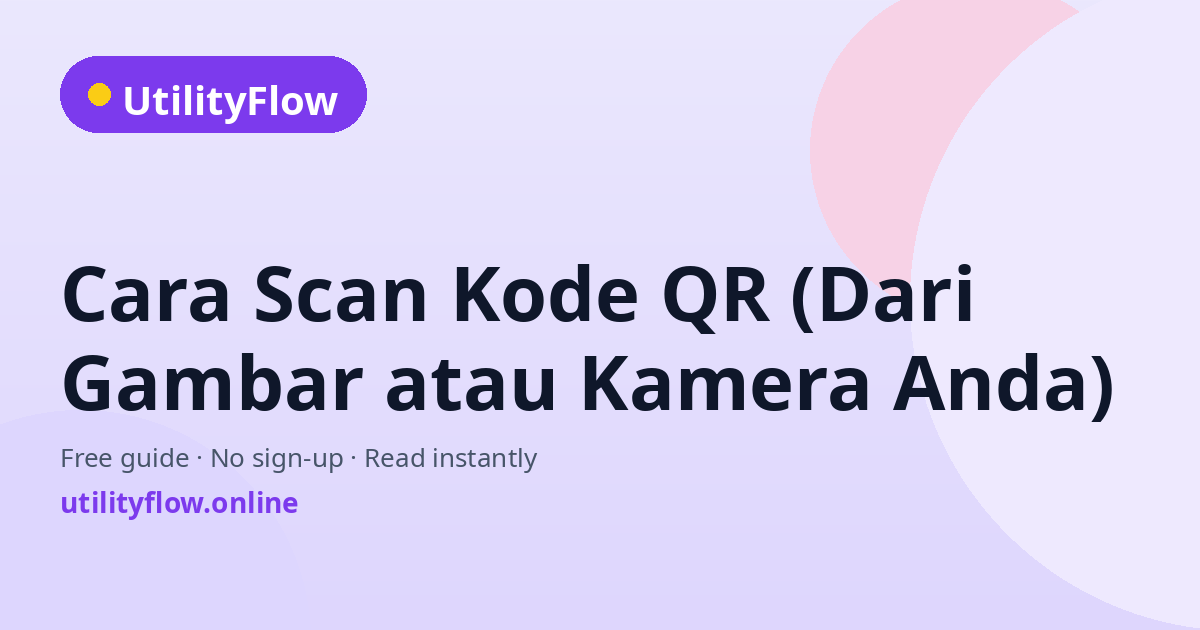 UtilityFlow
Cara Scan Kode QR (Dari
Gambar atau Kamera Anda)
Free guide · No sign-up · Read instantly
utilityflow.online